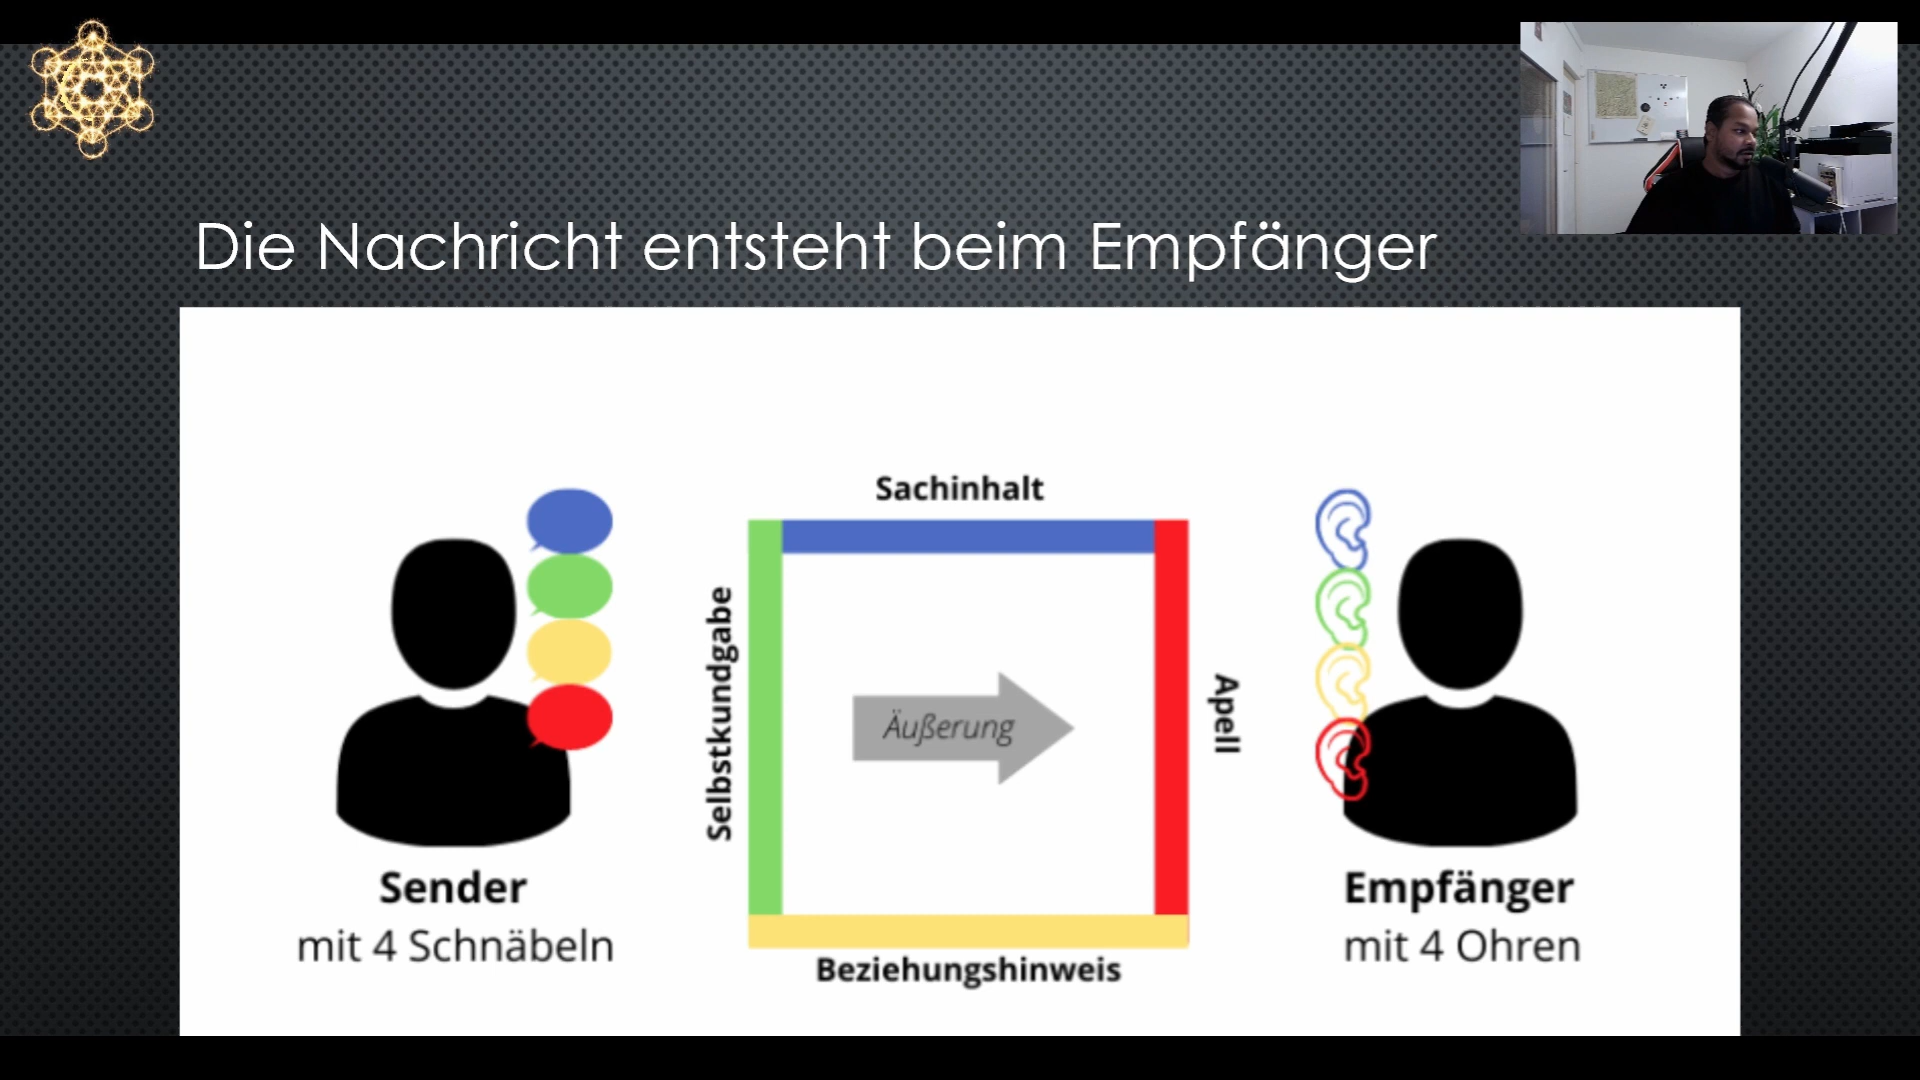 Die Nachricht entsteht beim Empfänger
Sachinhalt
Selbstkundgabe
Äußerung
Apell
Sender
mit 4 Schnäbeln
Empfänger
mit 4 Ohren
Beziehungshinweis